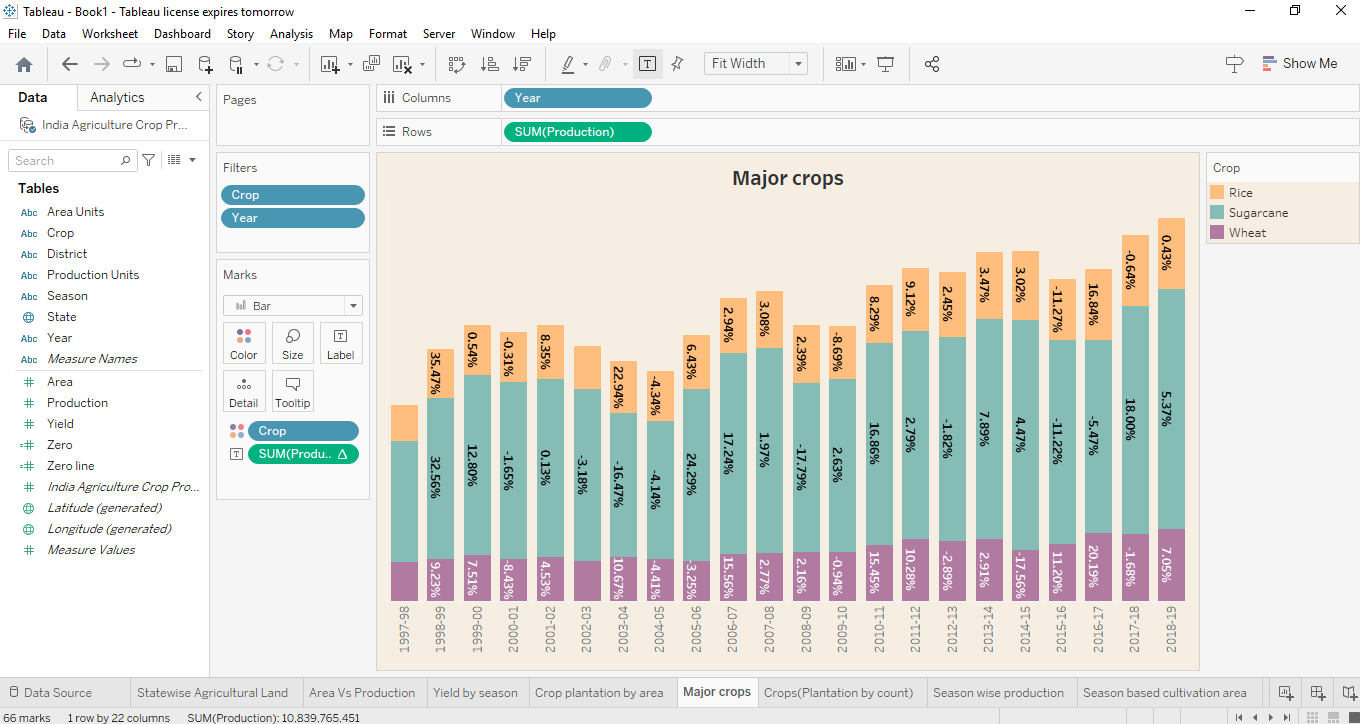 Tableau - Book1 - Tableau license expires tomorrow
File Data Worksheet Dashboard Story Analysis Map Format Server Window Help
Fit Width
Show Me
Data Analytics
India Agriculture Crop Pr...
Search
Tables
Abc Area Units
Abc Crop
Abc District
Abc Production Units
Abc Season
State
Abc Year
Abc Measure Names
Area
Production
Yield
Zero
Zero line
India Agriculture Crop Pro...
Latitude (generated)
Longitude (generated)
Measure Values
Pages
Filters
Crop
Year
Marks
Bar
Color Size Label
Detail Tooltip
Crop
SUM(Produ.. Δ
Columns Year
Rows SUM(Production)
Major crops
35.47% 0.54% -0.31% 8.35% 22.94% -4.34% 6.43% 2.94% 3.08% 2.39% -8.69% 8.29% 9.12% 2.45% 3.47% 3.02% -11.27% 16.84% -0.64% 0.43%
32.56% 12.80% -1.65% 0.13% -3.18% -16.47% -4.14% 24.29% 17.24% 1.97% -17.79% 2.63% 16.86% 2.79% -1.82% 7.89% 4.47% -11.22% -5.47% 18.00% 5.37%
9.23% 7.51% -8.43% 4.53% 10.67% -4.41% -3.25% 15.56% 2.77% 2.16% -0.94% 15.45% 10.28% -2.89% 2.91% -17.56% 11.20% 20.19% -1.68% 7.05%
1997-98 1998-99 1999-00 2000-01 2001-02 2002-03 2003-04 2004-05 2005-06 2006-07 2007-08 2008-09 2009-10 2010-11 2011-12 2012-13 2013-14 2014-15 2015-16 2016-17 2017-18 2018-19
Crop
Rice
Sugarcane
Wheat
Data Source Statewise Agricultural Land Area Vs Production Yield by season Crop plantation by area Major crops Crops(Plantation by count) Season wise production Season based cultivation area
66 marks 1 row by 22 columns SUM(Production): 10,839,765,451